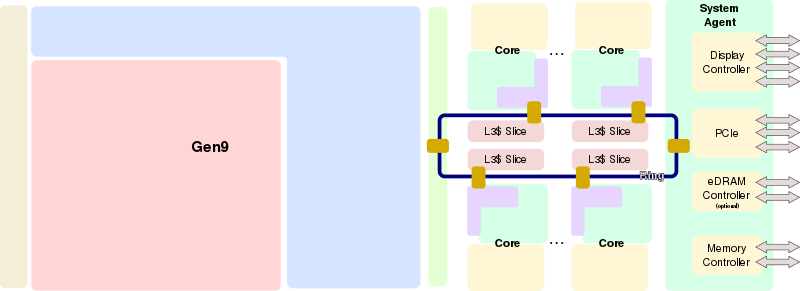 System
Agent
Core
...
Core
Display
Controller
Gen9
L3$ Slice
L3$ Slice
PCIe
L3$ Slice
L3$ Slice
Ring
eDRAM
Controller
(optional)
Core
...
Core
Memory
Controller